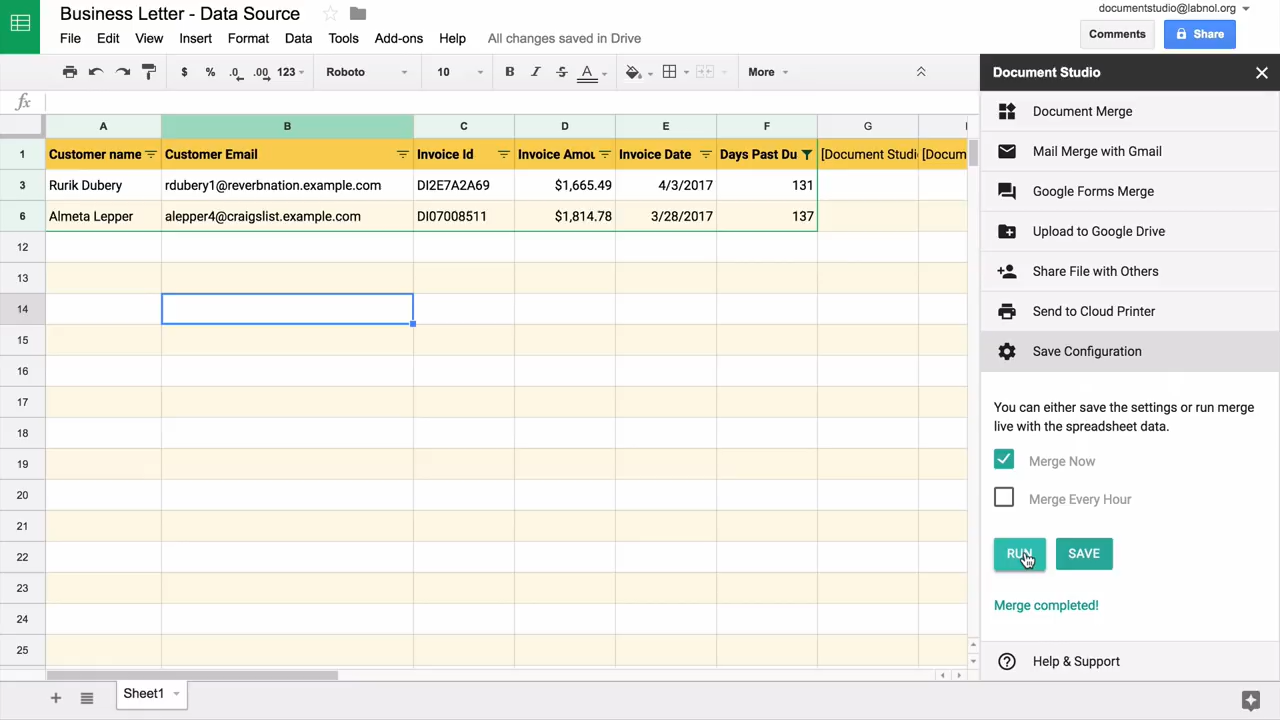 Business Letter - Data Source
documentstudio@labnol.org
File Edit View Insert Format Data Tools Add-ons Help All changes saved in Drive
Comments
Share
$ % .0 .00 123 Roboto 10 B I S A More
Document Studio
fx
A B C D E F G
1 Customer name Customer Email Invoice Id Invoice Amou Invoice Date Days Past Du [Document Studi [Docum
3 Rurik Dubery rdubery1@reverbnation.example.com DI2E7A2A69 $1,665.49 4/3/2017 131
6 Almeta Lepper alepper4@craigslist.example.com DI07008511 $1,814.78 3/28/2017 137
12
13
14
15
16
17
18
19
20
21
22
23
24
25
Document Merge
Mail Merge with Gmail
Google Forms Merge
Upload to Google Drive
Share File with Others
Send to Cloud Printer
Save Configuration
You can either save the settings or run merge
live with the spreadsheet data.
Merge Now
Merge Every Hour
RUN SAVE
Merge completed!
Help & Support
Sheet1